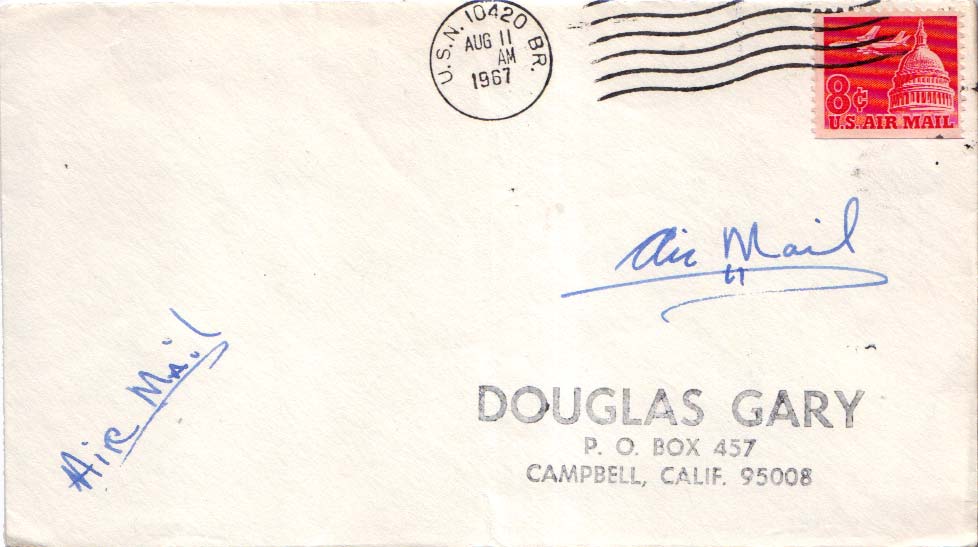 U.S.N. 10420 BR.
AUG 11
AM
1967
8¢
U.S. AIR MAIL
Air Mail
Air Mail
DOUGLAS GARY
P. O. BOX 457
CAMPBELL, CALIF. 95008